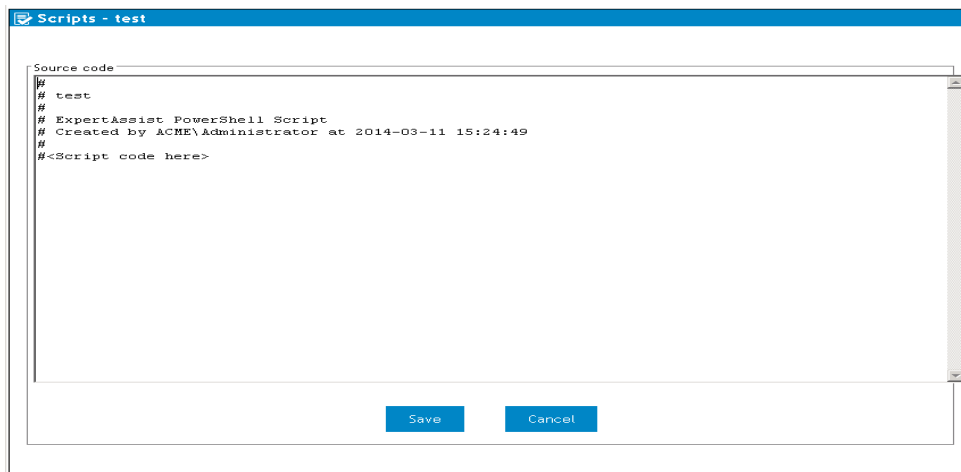 Scripts - test
Source code
#
# test
#
# ExpertAssist PowerShell Script
# Created by ACME\Administrator at 2014-03-11 15:24:49
#
#<Script code here>
Save Cancel